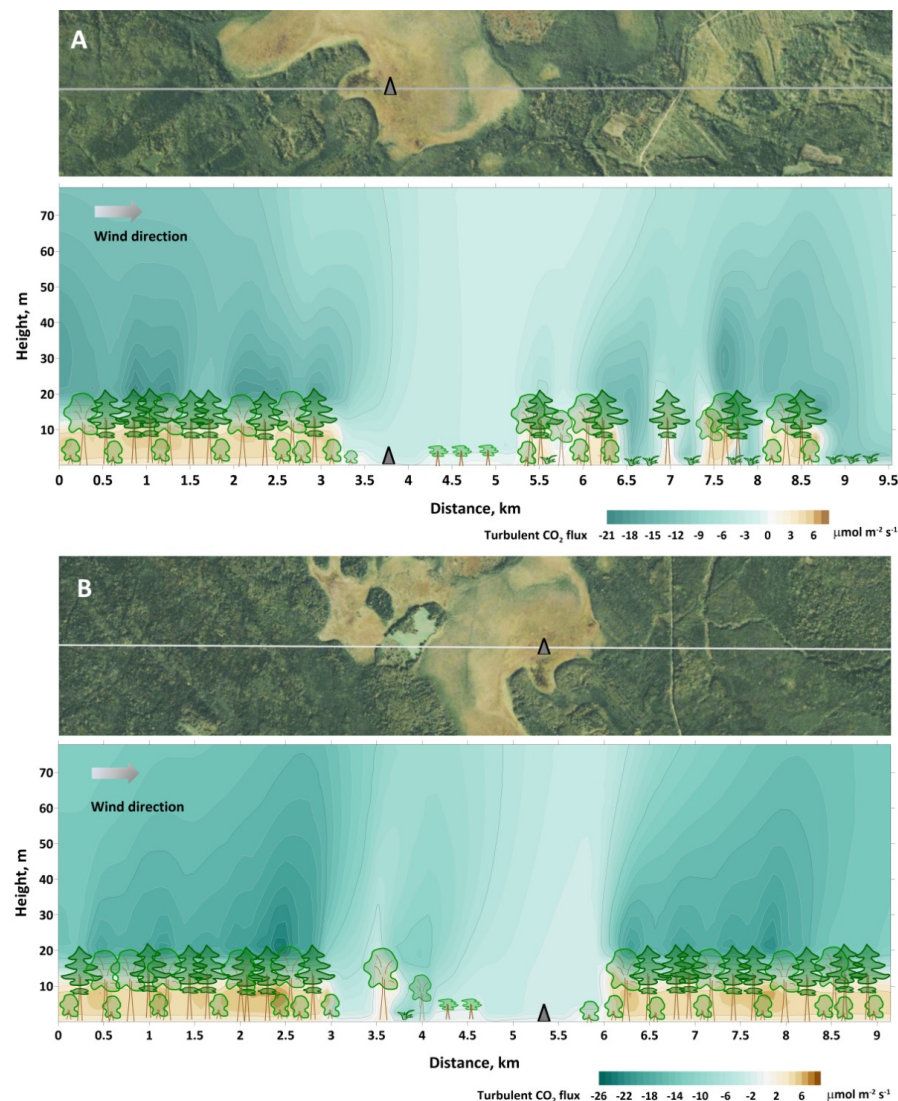 A
70
60
50
40
30
20
10
Height, m
Wind direction
0 0.5 1 1.5 2 2.5 3 3.5 4 4.5 5 5.5 6 6.5 7 7.5 8 8.5 9 9.5
Distance, km
Turbulent CO₂ flux -21 -18 -15 -12 -9 -6 -3 0 3 6 μmol m⁻² s⁻¹
B
70
60
50
40
30
20
10
Height, m
Wind direction
0 0.5 1 1.5 2 2.5 3 3.5 4 4.5 5 5.5 6 6.5 7 7.5 8 8.5 9
Distance, km
Turbulent CO₂ flux -26 -22 -18 -14 -10 -6 -2 2 6 μmol m⁻² s⁻¹